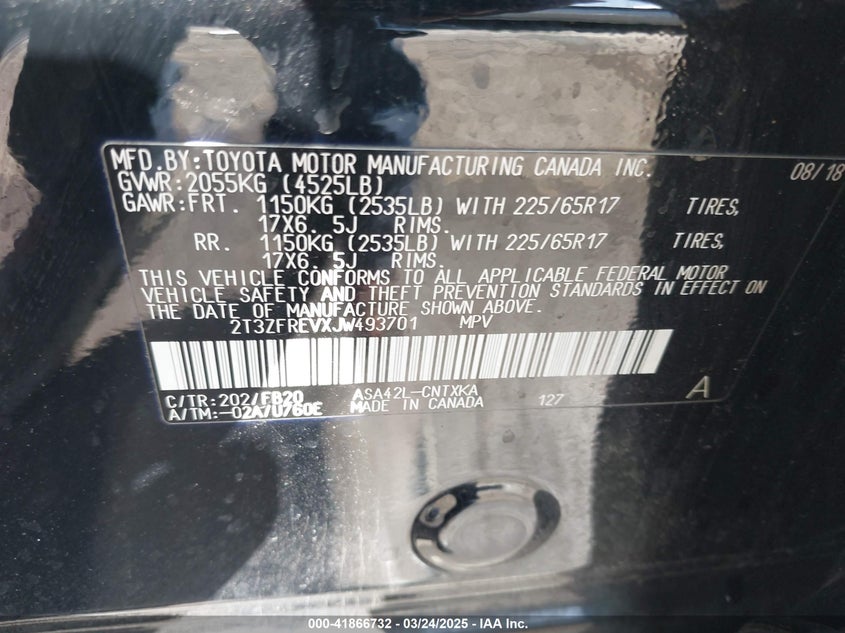 MFD.BY:TOYOTA MOTOR MANUFACTURING CANADA INC. 08/18
GVWR:2055KG (4525LB)
GAWR:FRT. 1150KG (2535LB) WITH 225/65R17 TIRES,
17X6. 5J RIMS.
RR. 1150KG (2535LB) WITH 225/65R17 TIRES,
17X6. 5J RIMS.
THIS VEHICLE CONFORMS TO ALL APPLICABLE FEDERAL MOTOR
VEHICLE SAFETY AND THEFT PREVENTION STANDARDS IN EFFECT ON
THE DATE OF MANUFACTURE SHOWN ABOVE.
2T3ZFREVXJW493701 MPV
C/TR:202/FB20 ASA42L-CNTXKA
A/TM:-02A/U760E MADE IN CANADA 127 A
000-41866732 - 03/24/2025 - IAA Inc.